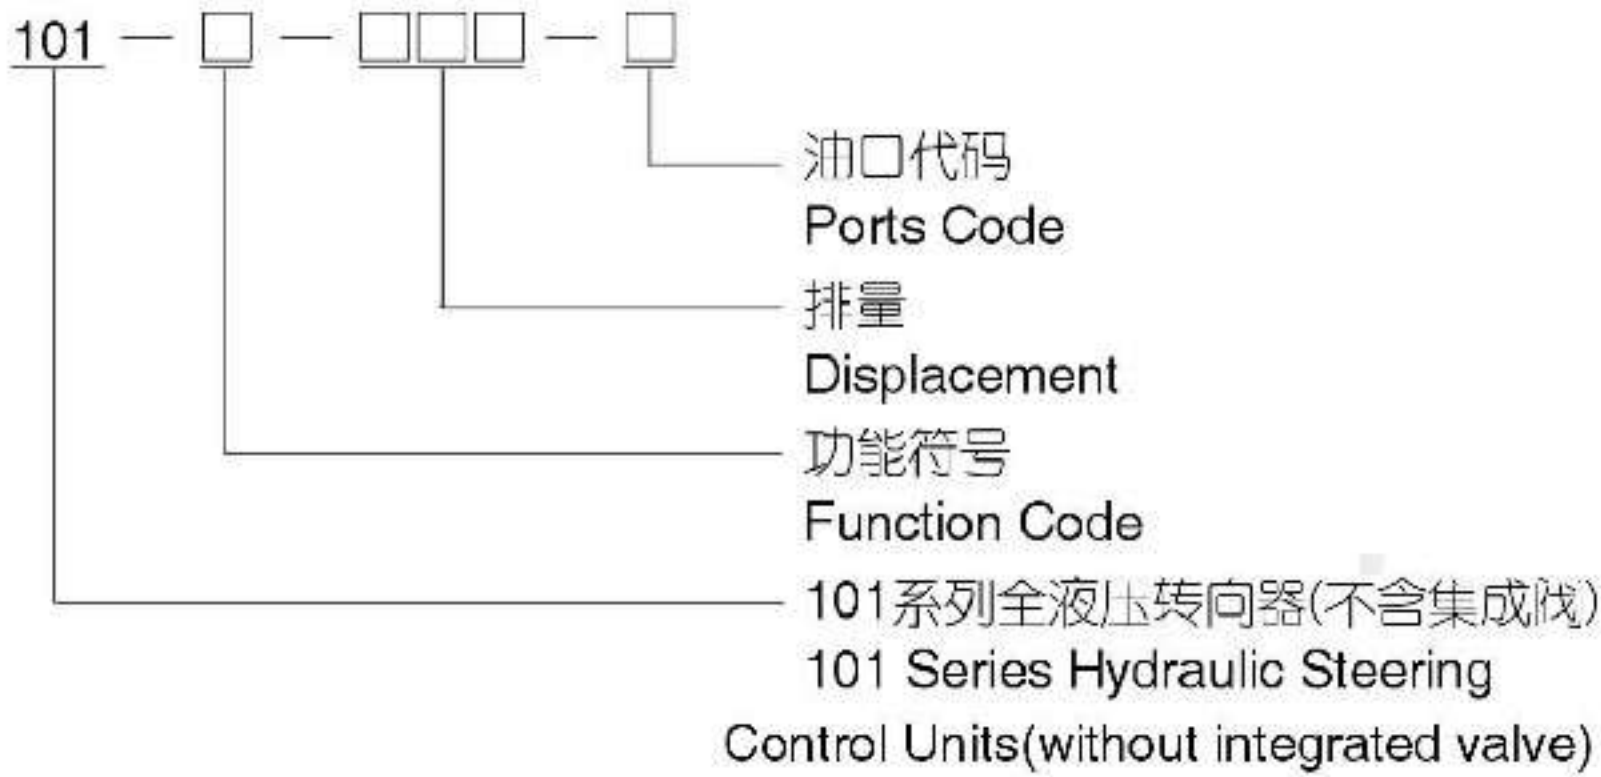 101 — □ — □□□ — □
油口代码
Ports Code
排量
Displacement
功能符号
Function Code
101系列全液压转向器(不含集成阀)
101 Series Hydraulic Steering
Control Units(without integrated valve)